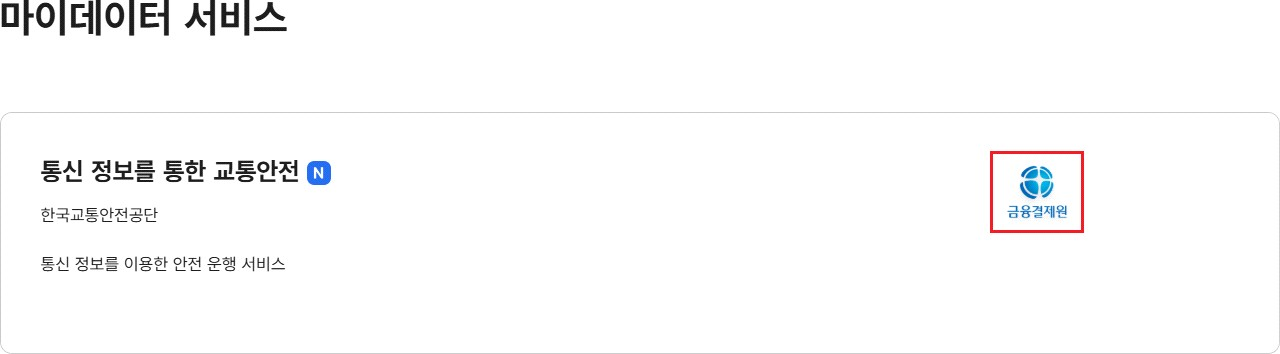 마이데이터 서비스
통신 정보를 통한 교통안전 N
한국교통안전공단
통신 정보를 이용한 안전 운행 서비스
금융결제원